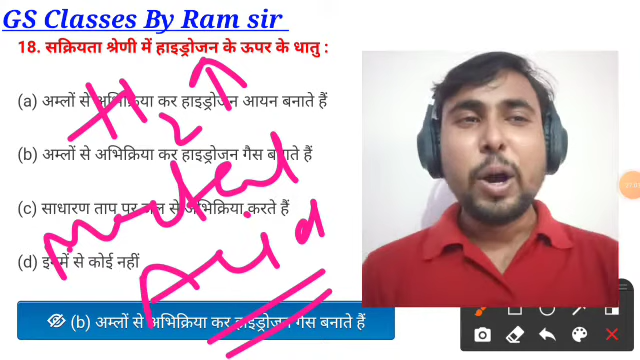 GS Classes By Ram sir
18. सक्रियता श्रेणी में हाइड्रोजन के ऊपर के धातु :
H₂↑
(a) अम्लों से अभिक्रिया कर हाइड्रोजन आयन बनाते हैं
(b) अम्लों से अभिक्रिया कर हाइड्रोजन गैस बनाते हैं
(c) साधारण ताप पर जल से अभिक्रिया करते हैं
(d) इनमें से कोई नहीं
Acid
(b) अम्लों से अभिक्रिया कर हाइड्रोजन गैस बनाते हैं